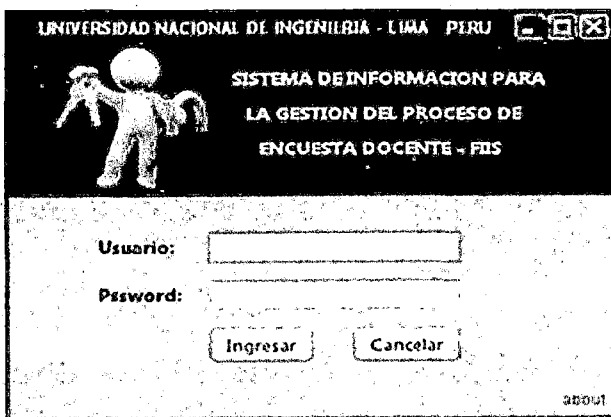 UNIVERSIDAD NACIONAL DE INGENIERIA - LIMA PERU
SISTEMA DE INFORMACION PARA
LA GESTION DEL PROCESO DE
ENCUESTA DOCENTE - FIIS
Usuario:
Pssword:
Ingresar Cancelar
about